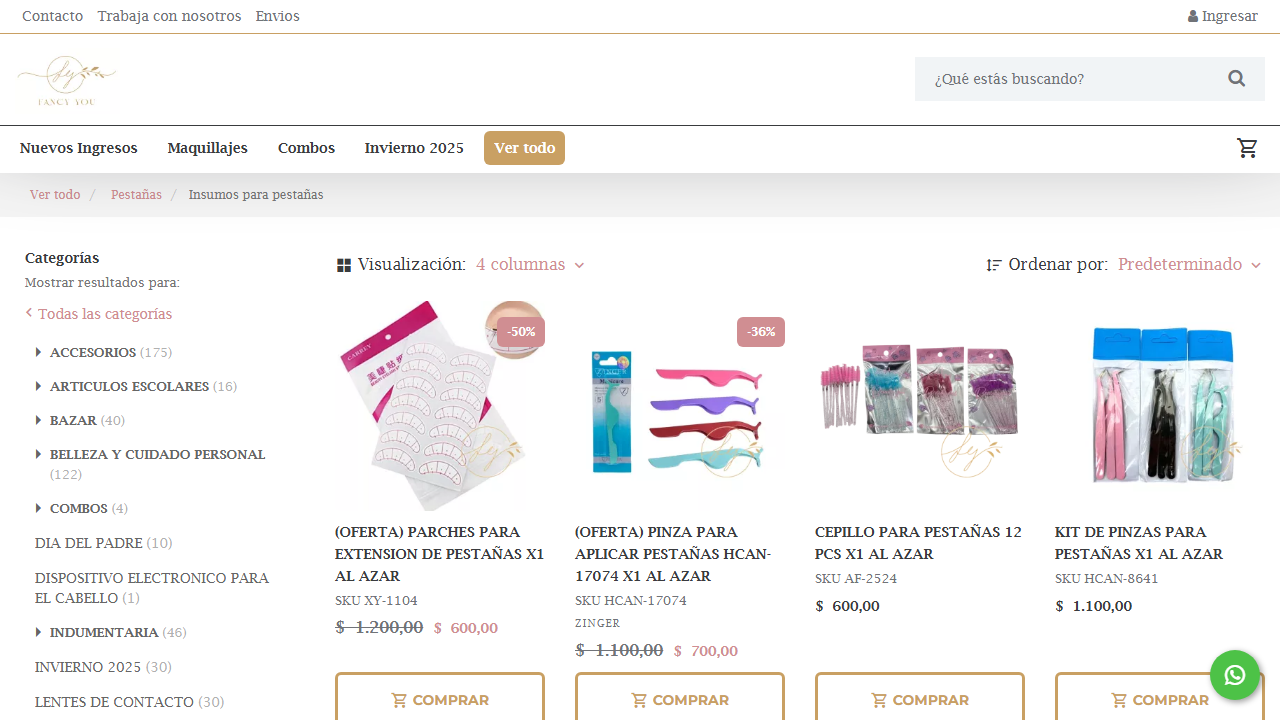 Contacto Trabaja con nosotros Envios Ingresar
FANCY YOU
¿Qué estás buscando?
Nuevos Ingresos Maquillajes Combos Invierno 2025 Ver todo
Ver todo / Pestañas / Insumos para pestañas
Categorías
Mostrar resultados para:
Todas las categorías
ACCESORIOS (175)
ARTICULOS ESCOLARES (16)
BAZAR (40)
BELLEZA Y CUIDADO PERSONAL
(122)
COMBOS (4)
DIA DEL PADRE (10)
DISPOSITIVO ELECTRONICO PARA
EL CABELLO (1)
INDUMENTARIA (46)
INVIERNO 2025 (30)
LENTES DE CONTACTO (30)
Visualización: 4 columnas
Ordenar por: Predeterminado
-50%
(OFERTA) PARCHES PARA
EXTENSION DE PESTAÑAS X1
AL AZAR
SKU XY-1104
$ 1.200,00 $ 600,00
COMPRAR
-36%
(OFERTA) PINZA PARA
APLICAR PESTAÑAS HCAN-
17074 X1 AL AZAR
SKU HCAN-17074
ZINGER
$ 1.100,00 $ 700,00
COMPRAR
CEPILLO PARA PESTAÑAS 12
PCS X1 AL AZAR
SKU AF-2524
$ 600,00
COMPRAR
KIT DE PINZAS PARA
PESTAÑAS X1 AL AZAR
SKU HCAN-8641
$ 1.100,00
COMPRAR